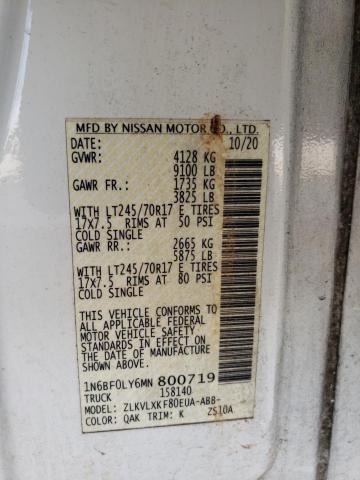 MFD BY NISSAN MOTOR CO., LTD.
DATE: 10/20
GVWR: 4128 KG
9100 LB
GAWR FR.: 1735 KG
3825 LB
WITH LT245/70R17 E TIRES
17X7.5 RIMS AT 50 PSI
COLD SINGLE
GAWR RR.: 2665 KG
5875 LB
WITH LT245/70R17 E TIRES
17X7.5 RIMS AT 80 PSI
COLD SINGLE
THIS VEHICLE CONFORMS TO
ALL APPLICABLE FEDERAL
MOTOR VEHICLE SAFETY
STANDARDS IN EFFECT ON
THE DATE OF MANUFACTURE
SHOWN ABOVE.
1N6BF0LY6MN 800719
TRUCK 158140
MODEL: ZLKVLXKF80EUA-ABB-
COLOR: QAK TRIM: K ZS10A